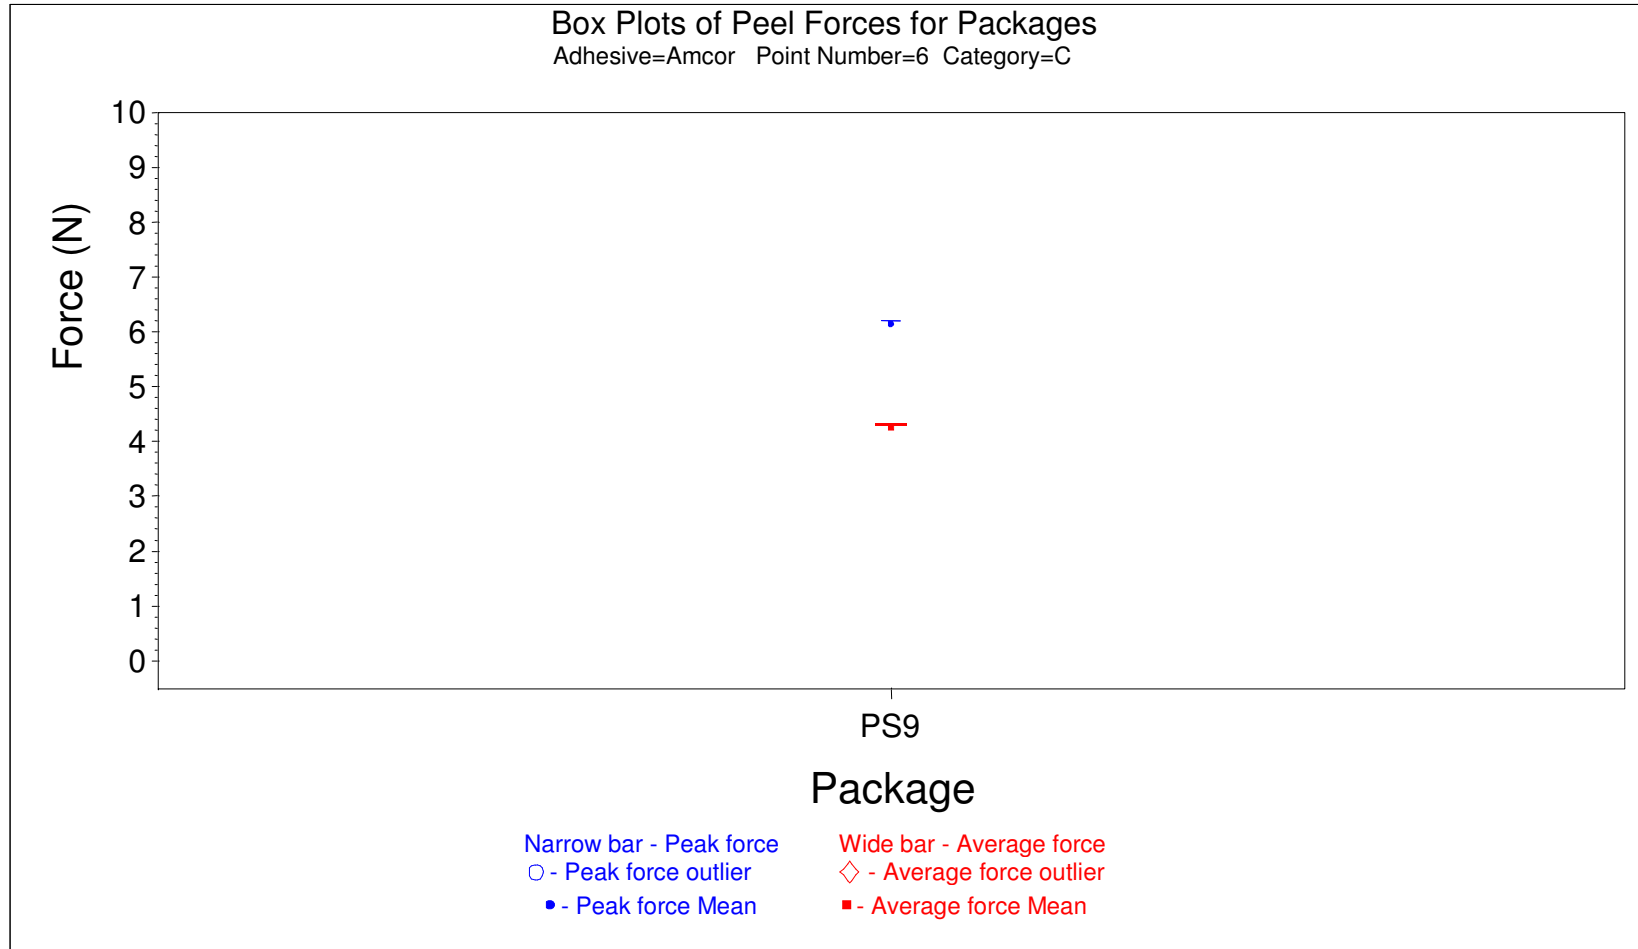 Box Plots of Peel Forces for Packages
Adhesive=Amcor Point Number=6 Category=C
10
9
8
7
6
5
4
3
2
1
0
Force (N)
PS9
Package
Narrow bar - Peak force
Wide bar - Average force
- Peak force outlier
- Average force outlier
- Peak force Mean
- Average force Mean